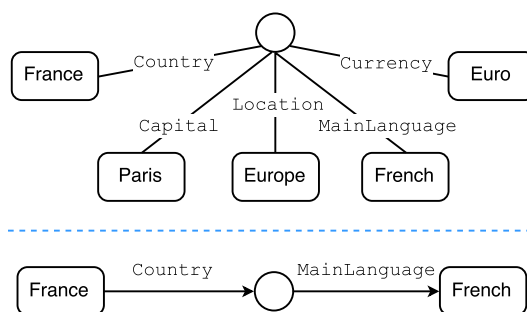 France
Country
Currency
Euro
Location
Capital
MainLanguage
Paris
Europe
French
Country
MainLanguage
France
French